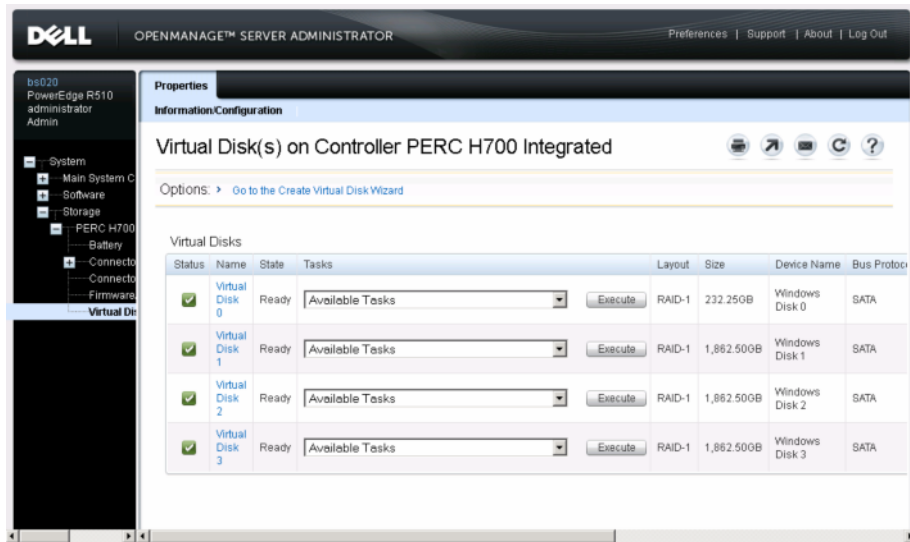 DELL OPENMANAGE™ SERVER ADMINISTRATOR Preferences | Support | About | Log Out
bs020
PowerEdge R510
administrator
Admin
System
Main System C
Software
Storage
PERC H700
Battery
Connecto
Connecto
Firmware
Virtual Di
Properties
Information/Configuration
Virtual Disk(s) on Controller PERC H700 Integrated
?
Options: Go to the Create Virtual Disk Wizard
Virtual Disks
Status Name State Tasks Layout Size Device Name Bus Protoc
Virtual Disk 0 Ready Available Tasks Execute RAID-1 232.25GB Windows Disk 0 SATA
Virtual Disk 1 Ready Available Tasks Execute RAID-1 1,862.50GB Windows Disk 1 SATA
Virtual Disk 2 Ready Available Tasks Execute RAID-1 1,862.50GB Windows Disk 2 SATA
Virtual Disk 3 Ready Available Tasks Execute RAID-1 1,862.50GB Windows Disk 3 SATA